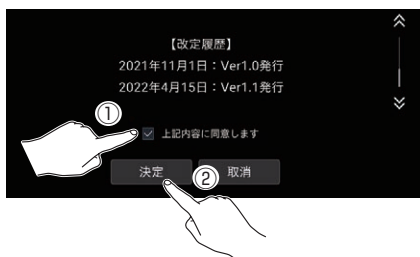 【改定履歴】
2021年11月1日：Ver1.0発行
2022年4月15日：Ver1.1発行
①
上記内容に同意します
決定
②
取消